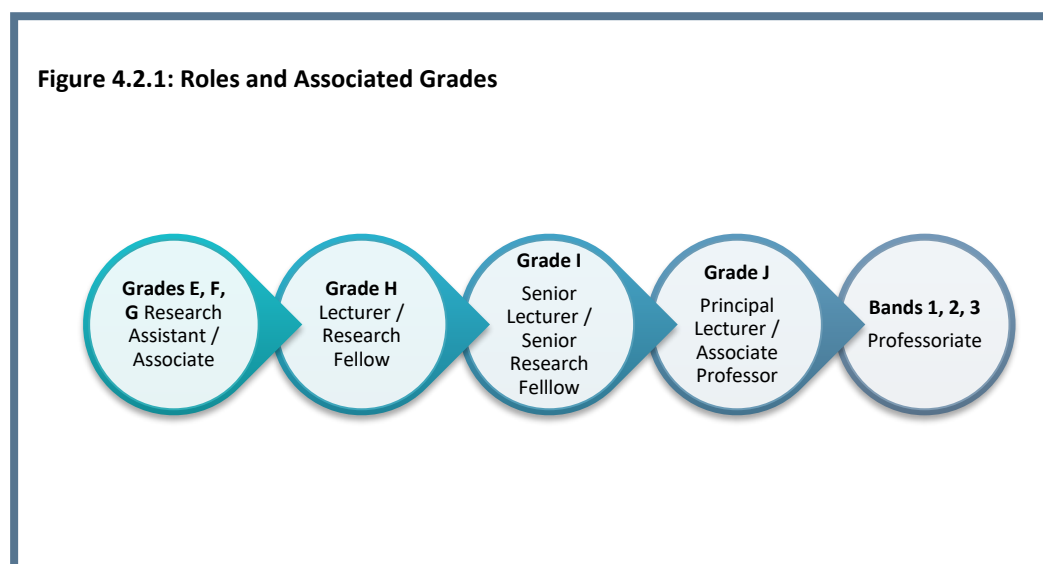 Figure 4.2.1: Roles and Associated Grades
Grades E, F,
G Research
Assistant /
Associate
Grade H
Lecturer /
Research
Fellow
Grade I
Senior
Lecturer /
Senior
Research
Felllow
Grade J
Principal
Lecturer /
Associate
Professor
Bands 1, 2, 3
Professoriate